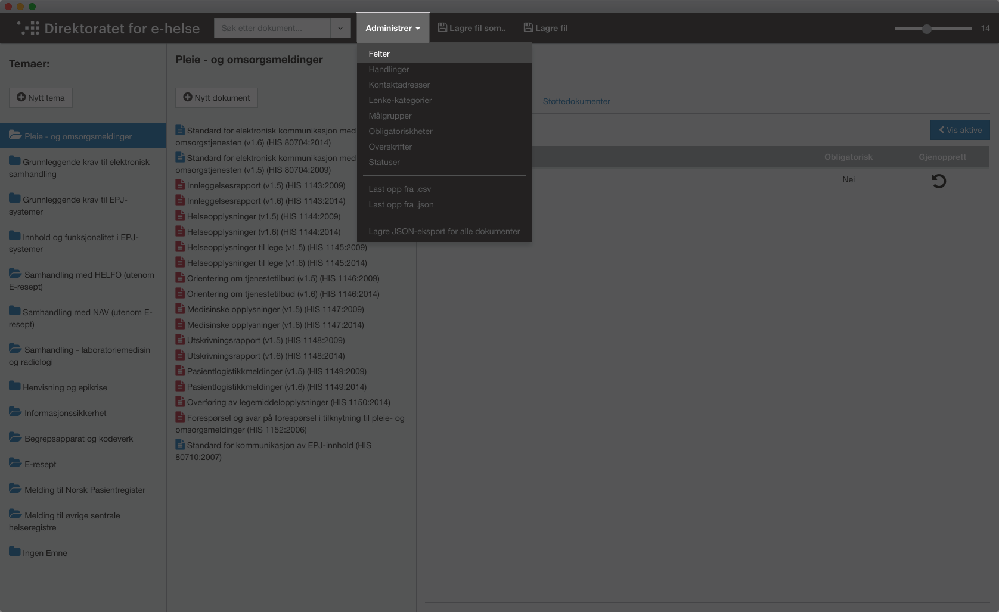 Direktoratet for e-helse
Søk etter dokument...
Administrer
Lagre fil som..
Lagre fil
14
Temaer:
Nytt tema
Pleie - og omsorgsmeldinger
Grunnleggende krav til elektronisk
samhandling
Grunnleggende krav til EPJ-
systemer
Innhold og funksjonalitet i EPJ-
systemer
Samhandling med HELFO (utenom
E-resept)
Samhandling med NAV (utenom E-
resept)
Samhandling - laboratoriemedisin
og radiologi
Henvisning og epikrise
Informasjonssikkerhet
Begrepsapparat og kodeverk
E-resept
Melding til Norsk Pasientregister
Melding til øvrige sentrale
helseregistre
Ingen Emne
Pleie - og omsorgsmeldinger
Nytt dokument
Standard for elektronisk kommunikasjon med
omsorgstjenesten (v1.6) (HIS 80704:2014)
Standard for elektronisk kommunikasjon med
omsorgstjenesten (v1.5) (HIS 80704:2009)
Innleggelsesrapport (v1.5) (HIS 1143:2009)
Innleggelsesrapport (v1.6) (HIS 1143:2014)
Helseopplysninger (v1.5) (HIS 1144:2009)
Helseopplysninger (v1.6) (HIS 1144:2014)
Helseopplysninger til lege (v1.5) (HIS 1145:2009)
Helseopplysninger til lege (v1.6) (HIS 1145:2014)
Orientering om tjenestetilbud (v1.5) (HIS 1146:2009)
Orientering om tjenestetilbud (v1.6) (HIS 1146:2014)
Medisinske opplysninger (v1.5) (HIS 1147:2009)
Medisinske opplysninger (v1.6) (HIS 1147:2014)
Utskrivningsrapport (v1.5) (HIS 1148:2009)
Utskrivningsrapport (v1.6) (HIS 1148:2014)
Pasientlogistikkmeldinger (v1.5) (HIS 1149:2009)
Pasientlogistikkmeldinger (v1.6) (HIS 1149:2014)
Overføring av legemiddelopplysninger (HIS 1150:2014)
Forespørsel og svar på forespørsel i tilknytning til pleie- og
omsorgsmeldinger (HIS 1152:2006)
Standard for kommunikasjon av EPJ-innhold (HIS
80710:2007)
Felter
Handlinger
Kontaktadresser
Lenke-kategorier
Målgrupper
Obligatoriskheter
Overskrifter
Statuser
Last opp fra .csv
Last opp fra .json
Lagre JSON-eksport for alle dokumenter
Støttedokumenter
Vis aktive
Obligatorisk
Gjenopprett
Nei